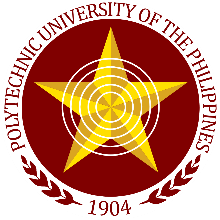 POLYTECHNIC UNIVERSITY OF THE PHILIPPINES
1904